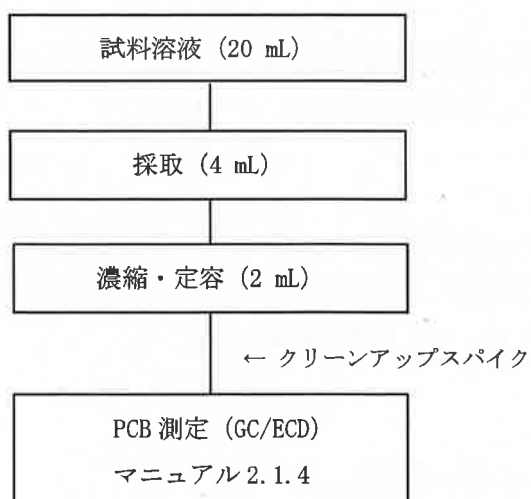 試料溶液 (20 mL)
採取 (4 mL)
濃縮・定容 (2 mL)
← クリーンアップスパイク
PCB 測定 (GC/ECD)
マニュアル 2.1.4